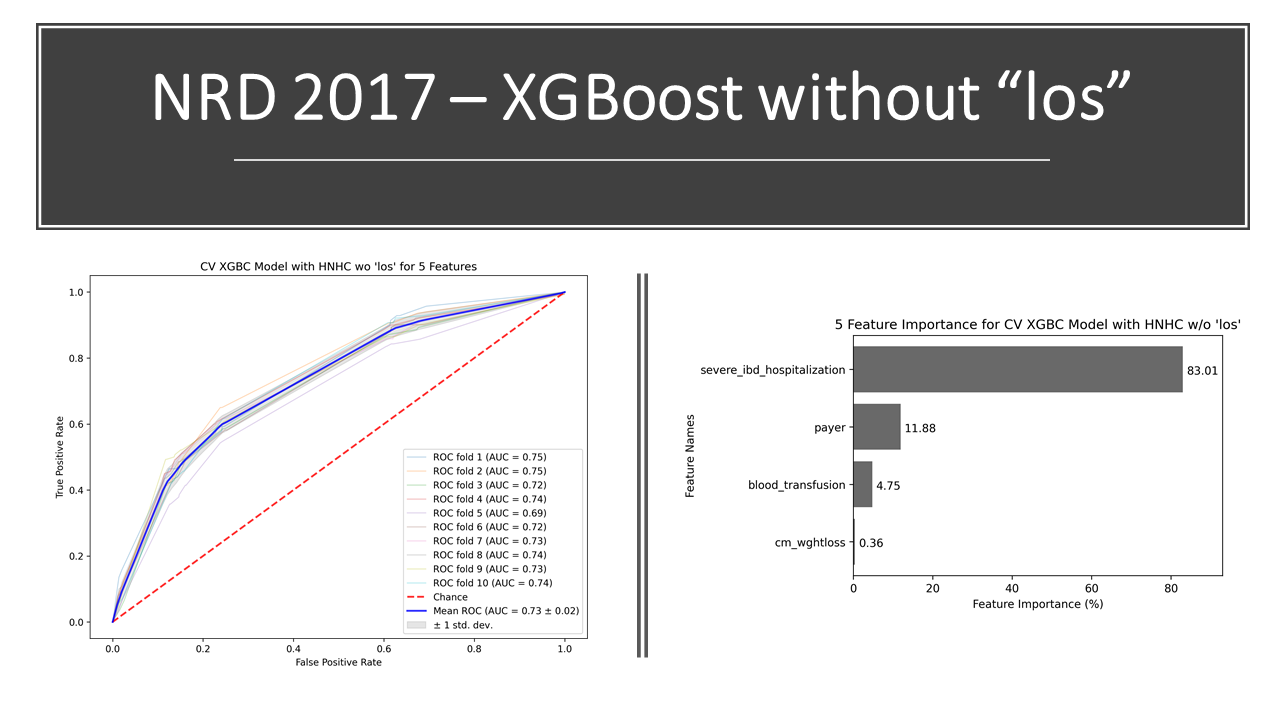 NRD 2017 – XGBoost without “los”
CV XGBC Model with HNHC wo 'los' for 5 Features
True Positive Rate
1.0
0.8
0.6
0.4
0.2
0.0
0.0 0.2 0.4 0.6 0.8 1.0
False Positive Rate
ROC fold 1 (AUC = 0.75)
ROC fold 2 (AUC = 0.75)
ROC fold 3 (AUC = 0.72)
ROC fold 4 (AUC = 0.74)
ROC fold 5 (AUC = 0.69)
ROC fold 6 (AUC = 0.72)
ROC fold 7 (AUC = 0.73)
ROC fold 8 (AUC = 0.74)
ROC fold 9 (AUC = 0.73)
ROC fold 10 (AUC = 0.74)
Chance
Mean ROC (AUC = 0.73 ± 0.02)
± 1 std. dev.
5 Feature Importance for CV XGBC Model with HNHC w/o 'los'
Feature Names
severe_ibd_hospitalization 83.01
payer 11.88
blood_transfusion 4.75
cm_wghtloss 0.36
0 20 40 60 80
Feature Importance (%)